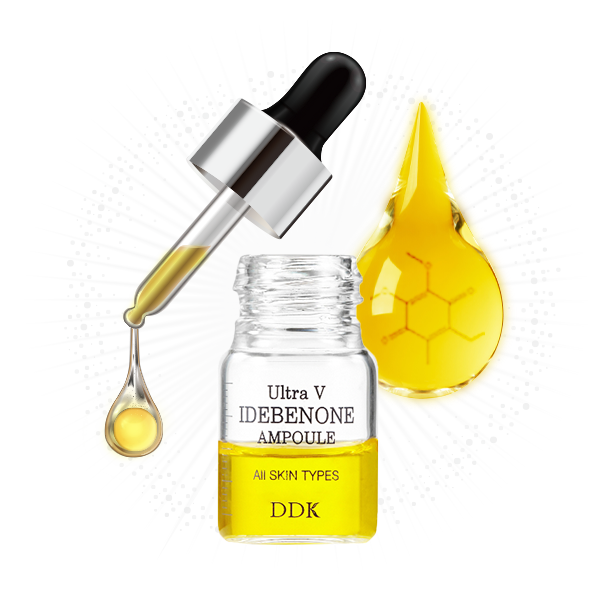 Ultra V
IDEBENONE
AMPOULE
All SKIN TYPES
DDK